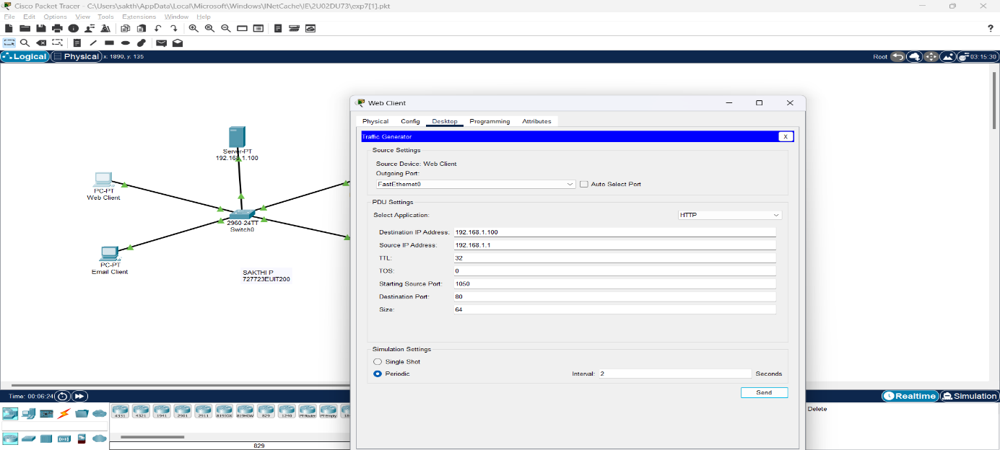 Cisco Packet Tracer - C:\Users\sakth\AppData\Local\Microsoft\Windows\INetCache\IE\2U02DU73\exp7[1].pkt
File Edit Options View Tools Extensions Window Help
?
Logical Physical x: 1890, y: 135
Root 03:15:30
Server-PT
192.168.1.100
PC-PT
Web Client
2960-24TT
Switch0
PC-PT
Email Client
SAKTHI P
727723EUIT200
Web Client
Physical Config Desktop Programming Attributes
Traffic Generator X
Source Settings
Source Device: Web Client
Outgoing Port:
FastEthernet0 Auto Select Port
PDU Settings
Select Application: HTTP
Destination IP Address: 192.168.1.100
Source IP Address: 192.168.1.1
TTL: 32
TOS: 0
Starting Source Port: 1050
Destination Port: 80
Size: 64
Simulation Settings
Single Shot
Periodic Interval: 2 Seconds
Send
Time: 00:06:24 Realtime Simulation
4331 4321 1941 2901 2911 819IOX 819HGW 829 1240 PT-Router PT-Empty
Delete
829